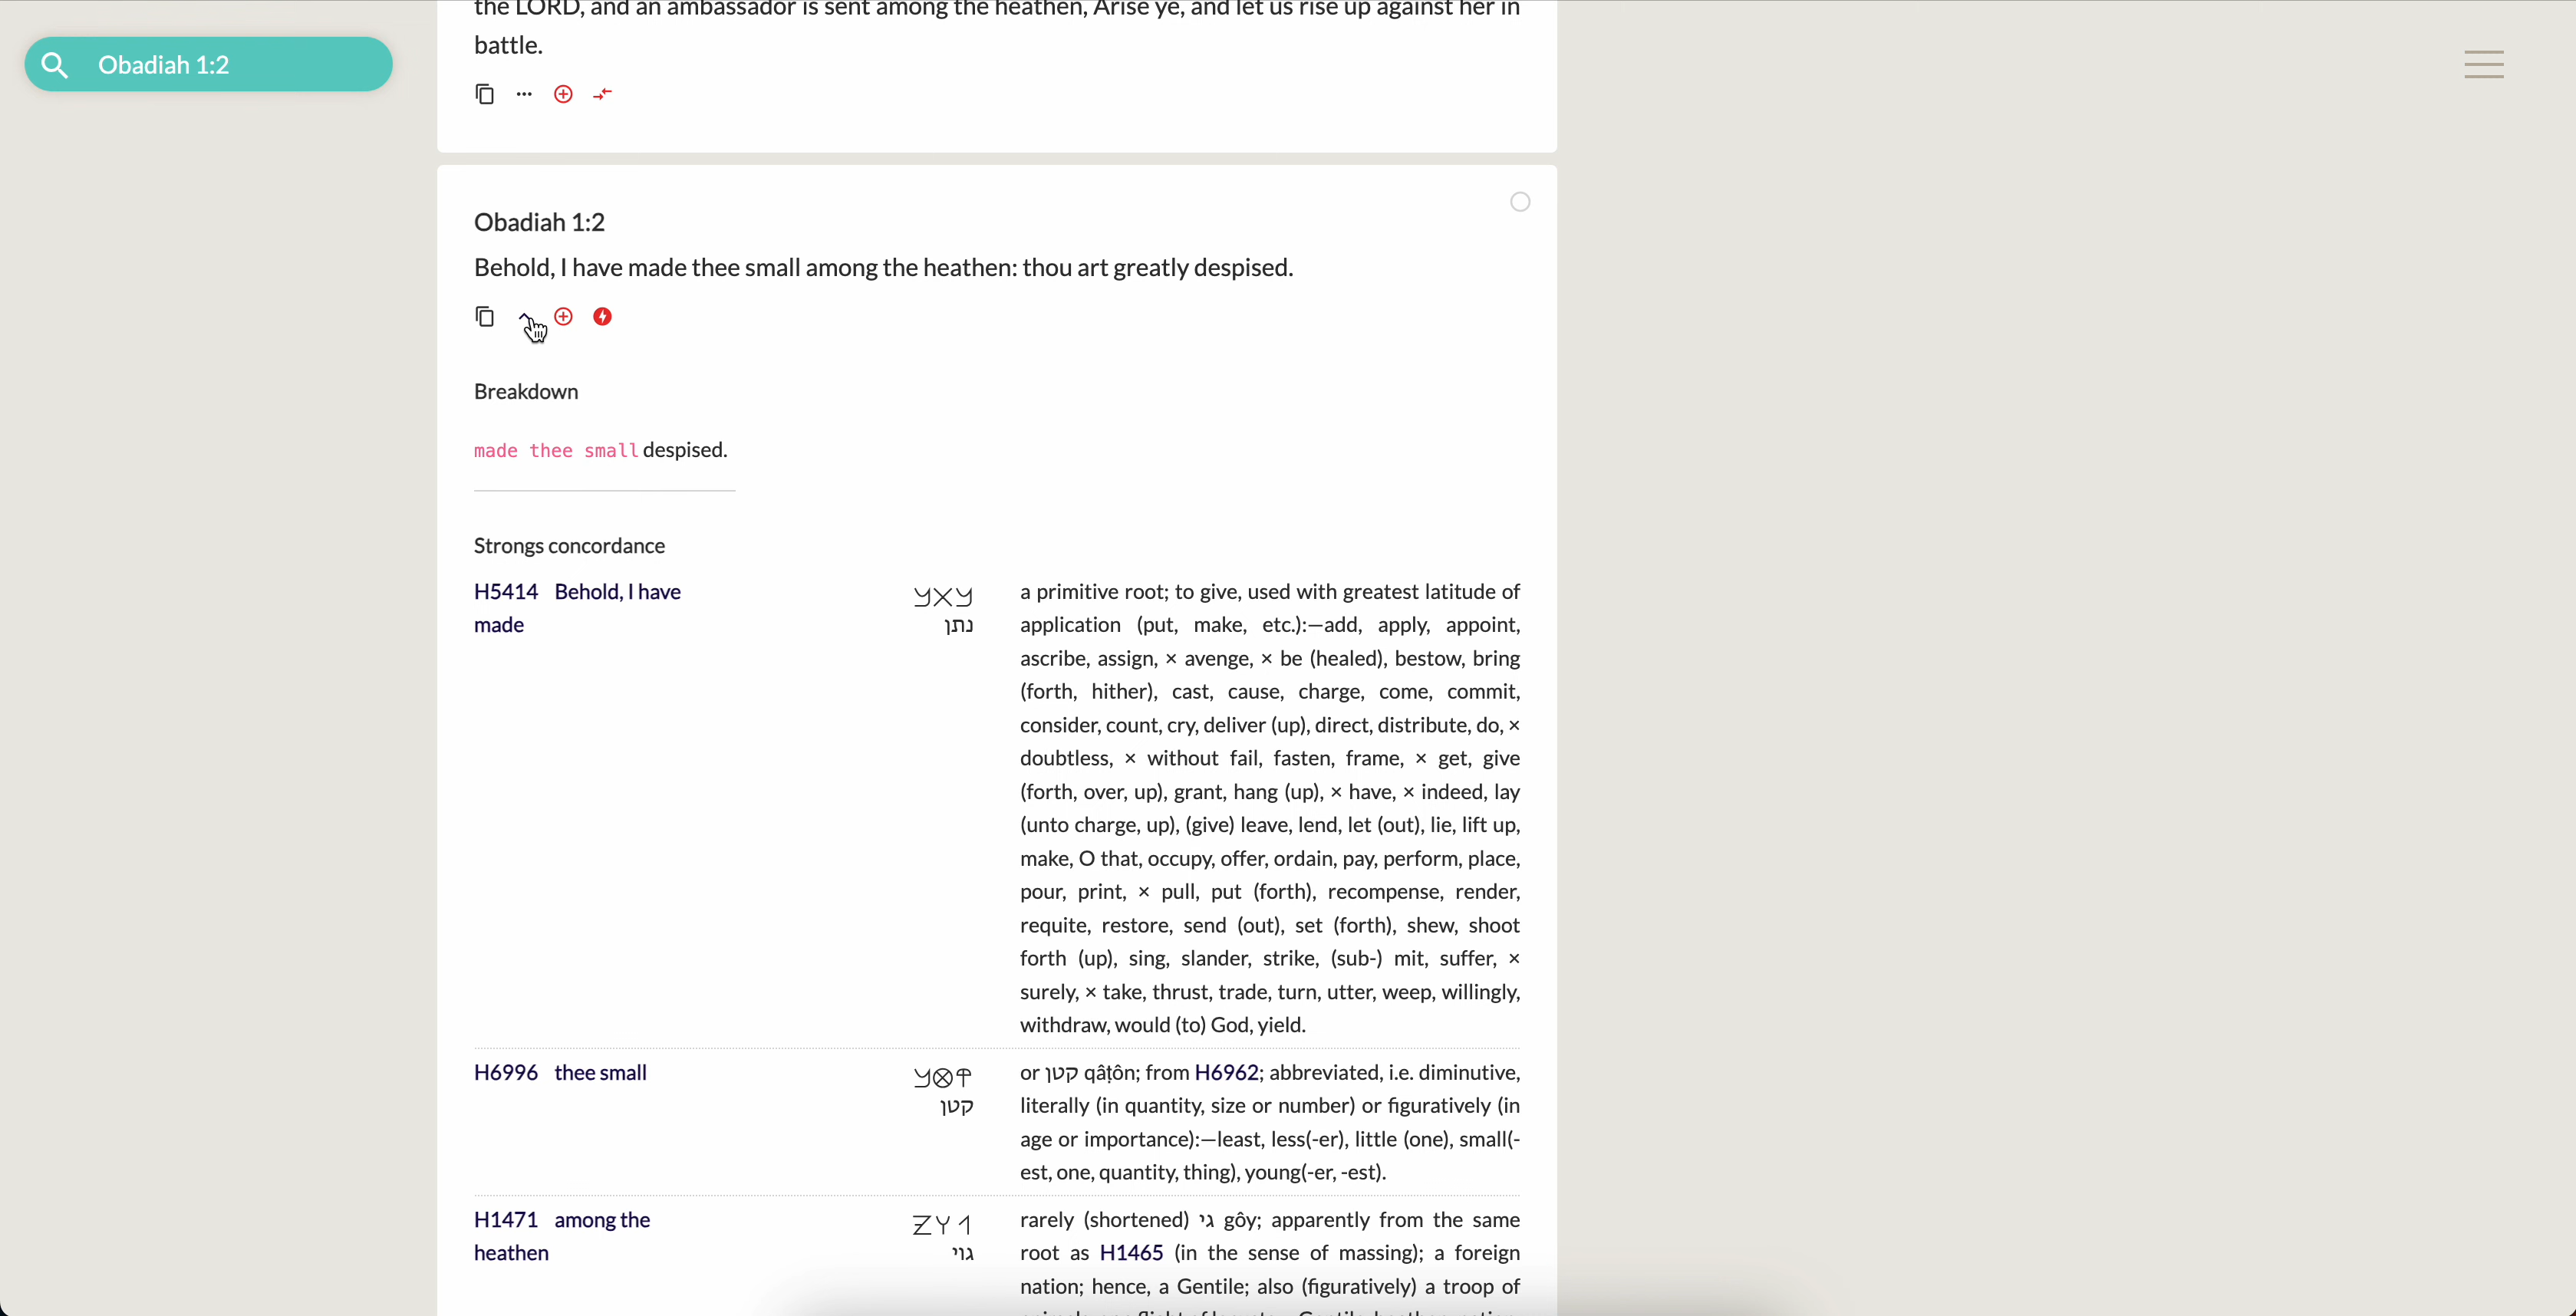 the LORD, and an ambassador is sent among the heathen, Arise ye, and let us rise up against her in
battle.
Obadiah 1:2
Obadiah 1:2
Behold, I have made thee small among the heathen: thou art greatly despised.
Breakdown
made thee small despised.
Strongs concordance
H5414 Behold, I have
made
𐤍𐤕𐤍
נתן
a primitive root; to give, used with greatest latitude of
application (put, make, etc.):—add, apply, appoint,
ascribe, assign, × avenge, × be (healed), bestow, bring
(forth, hither), cast, cause, charge, come, commit,
consider, count, cry, deliver (up), direct, distribute, do, ×
doubtless, × without fail, fasten, frame, × get, give
(forth, over, up), grant, hang (up), × have, × indeed, lay
(unto charge, up), (give) leave, lend, let (out), lie, lift up,
make, O that, occupy, offer, ordain, pay, perform, place,
pour, print, × pull, put (forth), recompense, render,
requite, restore, send (out), set (forth), shew, shoot
forth (up), sing, slander, strike, (sub-) mit, suffer, ×
surely, × take, thrust, trade, turn, utter, weep, willingly,
withdraw, would (to) God, yield.
H6996 thee small
𐤒𐤈𐤍
קטן
or קטן qâṭôn; from H6962; abbreviated, i.e. diminutive,
literally (in quantity, size or number) or figuratively (in
age or importance):—least, less(-er), little (one), small(-
est, one, quantity, thing), young(-er, -est).
H1471 among the
heathen
𐤂𐤅𐤉
גוי
rarely (shortened) גי gôy; apparently from the same
root as H1465 (in the sense of massing); a foreign
nation; hence, a Gentile; also (figuratively) a troop of